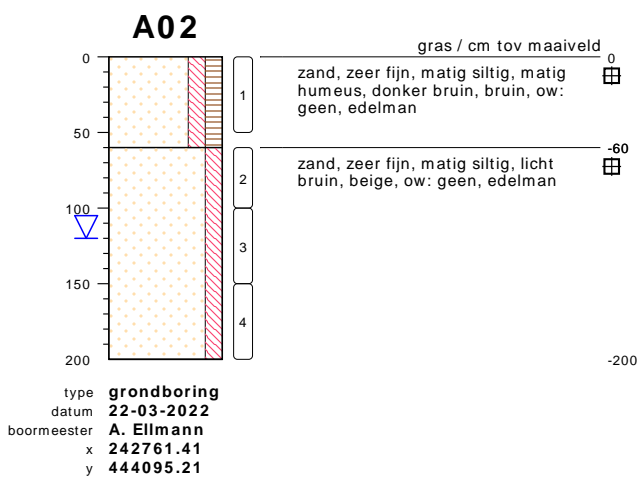 A02
gras / cm tov maaiveld
0
0
zand, zeer fijn, matig siltig, matig
humeus, donker bruin, bruin, ow:
geen, edelman
1
50
-60
zand, zeer fijn, matig siltig, licht
bruin, beige, ow: geen, edelman
2
100
3
150
4
200
-200
type grondboring
datum 22-03-2022
boormeester A. Ellmann
x 242761.41
y 444095.21